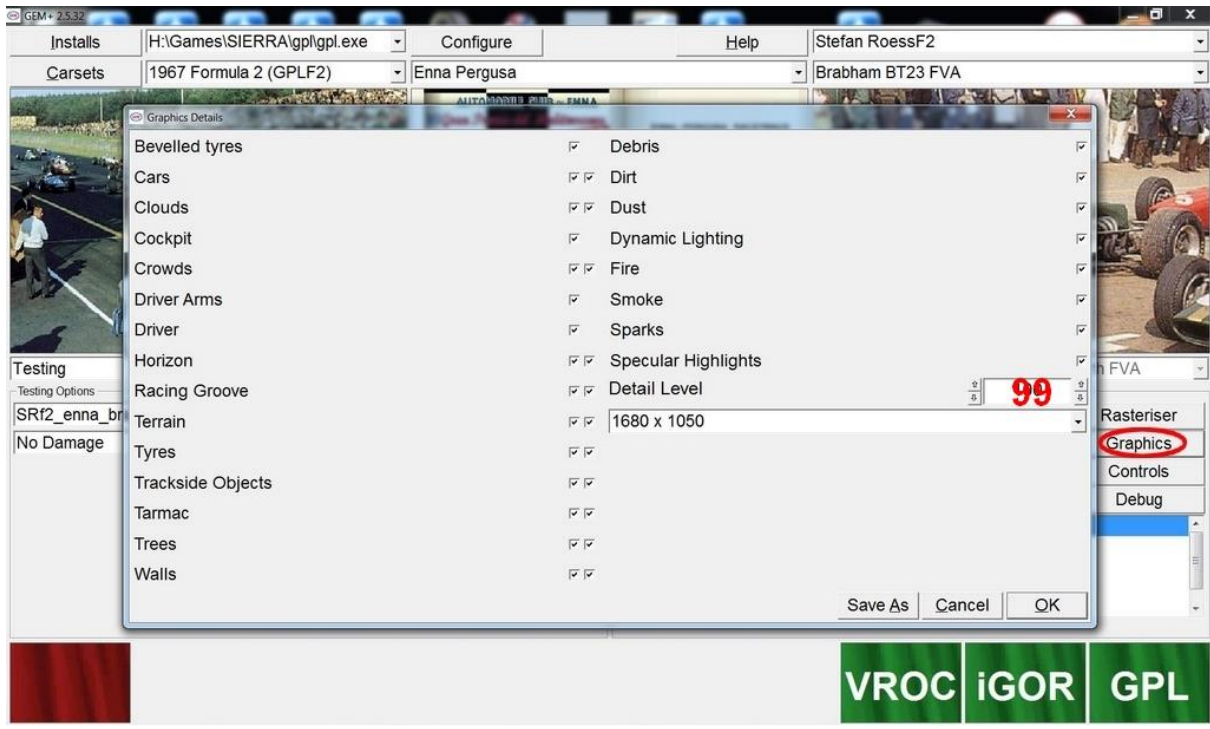 GEM+ 2.5.32
Installs H:\Games\SIERRA\gpl\gpl.exe Configure Help Stefan RoessF2
Carsets 1967 Formula 2 (GPLF2) Enna Pergusa Brabham BT23 FVA
AUTOMOBILE CLUB - ENNA
Graphics Details X
Bevelled tyres Debris
Cars Dirt
Clouds Dust
Cockpit Dynamic Lighting
Crowds Fire
Driver Arms Smoke
Driver Sparks
Horizon Specular Highlights
Testing FVA
Racing Groove Detail Level 99
Testing Options
SRf2_enna_br Terrain 1680 x 1050 Rasteriser
No Damage Tyres Graphics
Trackside Objects Controls
Tarmac Debug
Trees
Walls
Save As Cancel OK
VROC iGOR GPL